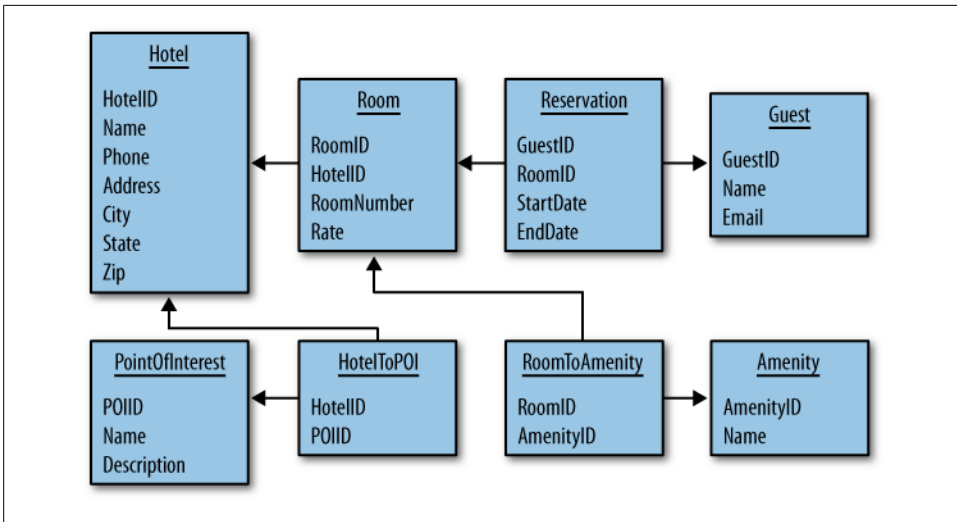 Hotel
HotelID
Name
Phone
Address
City
State
Zip
Room
RoomID
HotelID
RoomNumber
Rate
Reservation
GuestID
RoomID
StartDate
EndDate
Guest
GuestID
Name
Email
PointOfInterest
POIID
Name
Description
HotelToPOI
HotelID
POIID
RoomToAmenity
RoomID
AmenityID
Amenity
AmenityID
Name